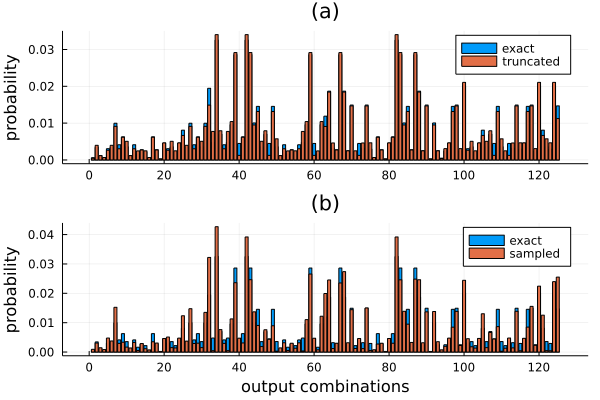 (a)
probability
0.03
0.02
0.01
0.00
exact
truncated
0 20 40 60 80 100 120
(b)
probability
0.04
0.03
0.02
0.01
0.00
exact
sampled
0 20 40 60 80 100 120
output combinations